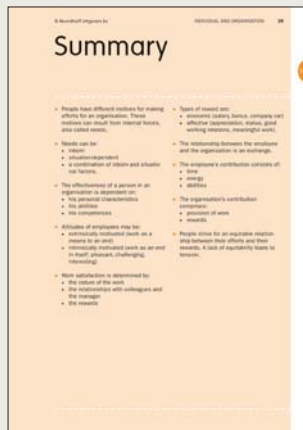 © Noordhoff Uitgevers bv
INDIVIDUAL AND ORGANISATION 29
Summary
People have different motives for making
efforts for an organisation. These
motives can result from internal forces,
also called needs.
Needs can be:
• inborn
• situation-dependent
• a combination of inborn and situatio-
nal factors.
The effectiveness of a person in an
organisation is dependent on:
• his personal characteristics
• his abilities
• his competences
Attitudes of employees may be:
• extrinsically motivated (work as a
means to an end)
• intrinsically motivated (work as an end
in itself: pleasant, challenging,
interesting)
Work satisfaction is determined by:
• the nature of the work
• the relationships with colleagues and
the manager
• the rewards
Types of reward are:
• economic (salary, bonus, company car)
• affective (appreciation, status, good
working relations, meaningful work)
The relationship between the employee
and the organisation is an exchange.
The employee's contribution consists of:
• time
• energy
• abilities
The organisation's contribution
comprises:
• provision of work
• rewards
People strive for an equitable relation-
ship between their efforts and their
rewards. A lack of equitability leads to
tension.